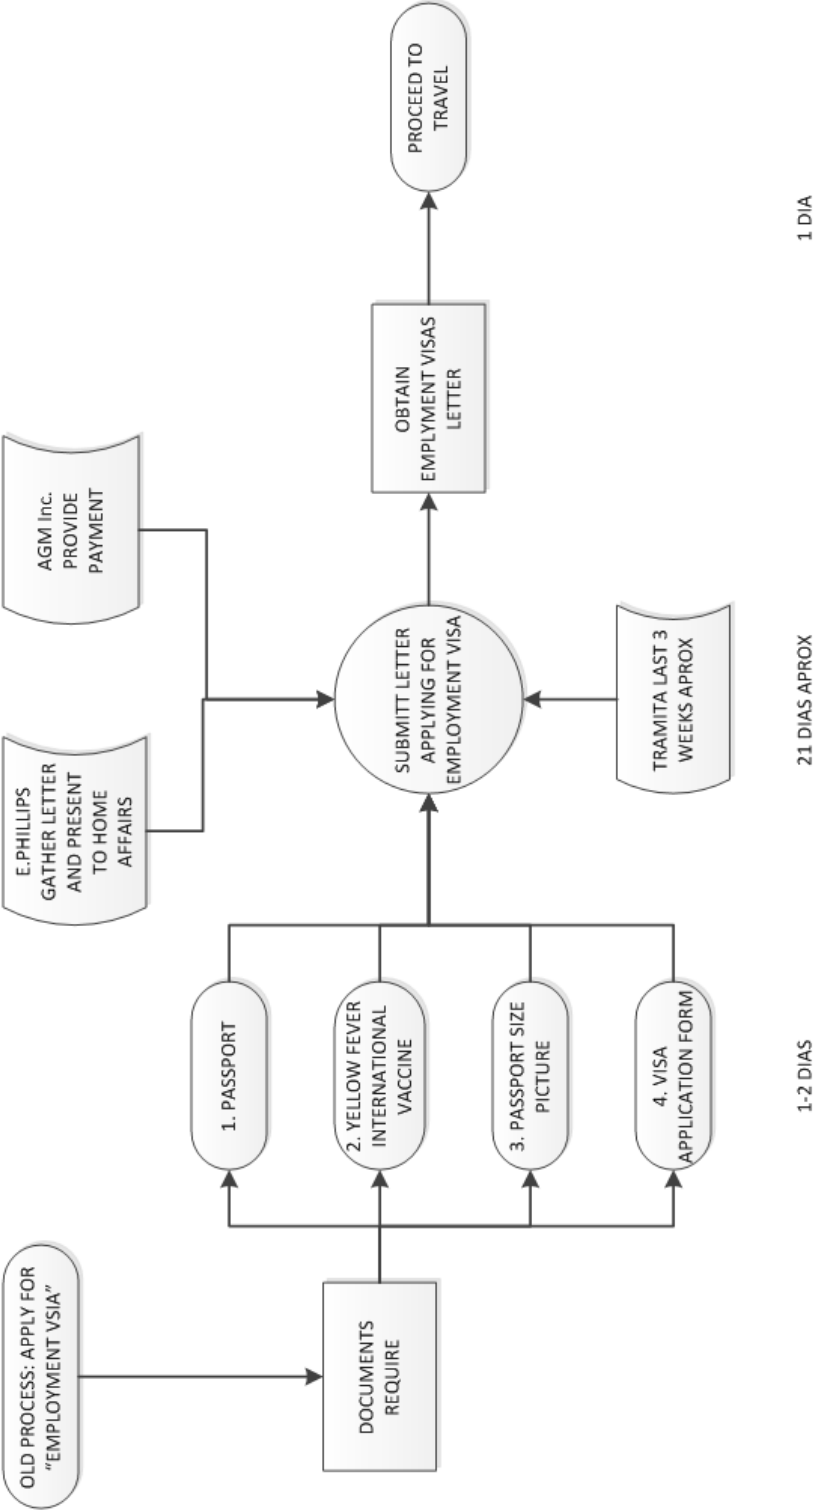 OLD PROCESS: APPLY FOR
“EMPLOYMENT VSIA”
DOCUMENTS
REQUIRE
1. PASSPORT
2. YELLOW FEVER
INTERNATIONAL
VACCINE
3. PASSPORT SIZE
PICTURE
4. VISA
APPLICATION FORM
E.PHILLIPS
GATHER LETTER
AND PRESENT
TO HOME
AFFAIRS
AGM Inc.
PROVIDE
PAYMENT
SUBMITT LETTER
APPLYING FOR
EMPLOYMENT VISA
TRAMITA LAST 3
WEEKS APROX
OBTAIN
EMPLYMENT VISAS
LETTER
PROCEED TO
TRAVEL
1-2 DIAS
21 DIAS APROX
1 DIA